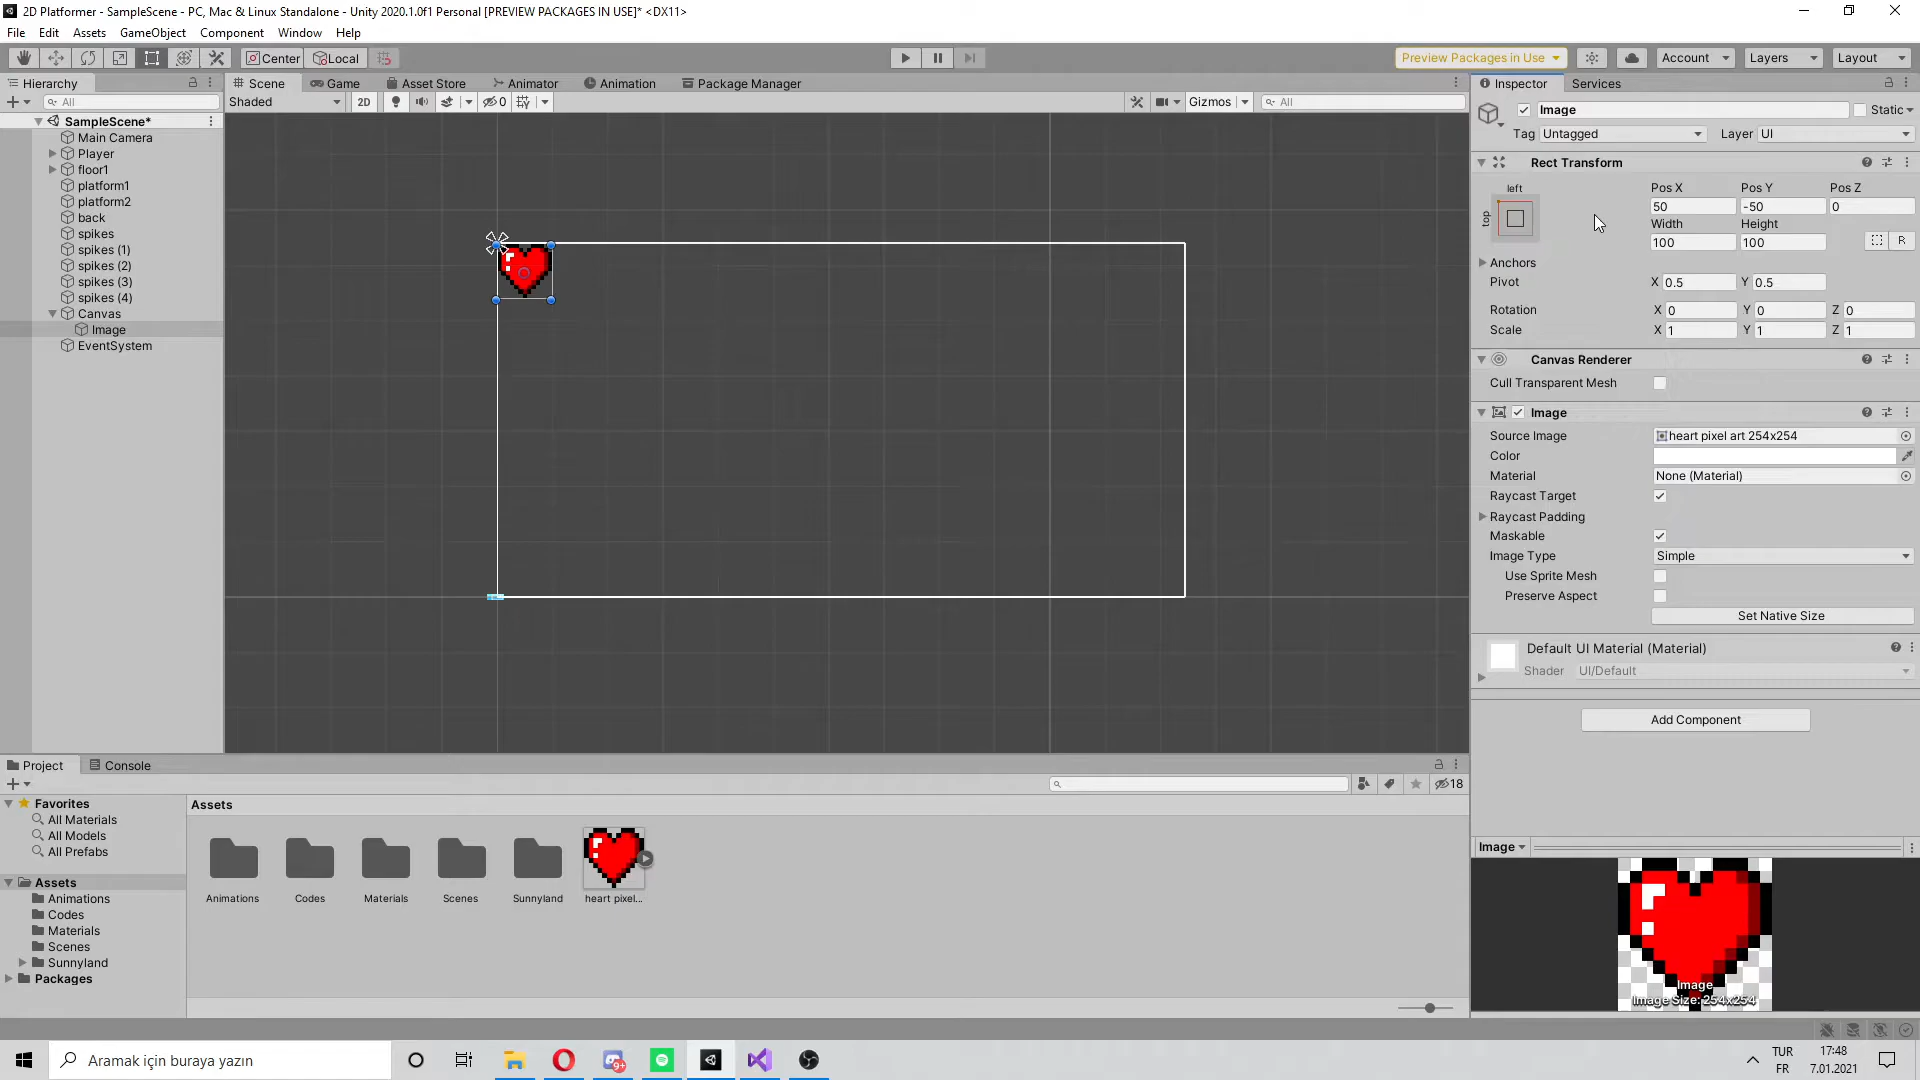 2D Platformer - SampleScene - PC, Mac & Linux Standalone - Unity 2020.1.0f1 Personal [PREVIEW PACKAGES IN USE]* <DX11>
File Edit Assets GameObject Component Window Help
Center Local Preview Packages in Use Account Layers Layout
Hierarchy Scene Game Asset Store Animator Animation Package Manager Inspector Services
All Shaded 2D 0 Gizmos All
Image Static
Tag Untagged Layer UI
SampleScene*
Main Camera
Player
floor1
platform1
platform2
back
spikes
spikes (1)
spikes (2)
spikes (3)
spikes (4)
Canvas
Image
EventSystem
Rect Transform
left
top
Pos X Pos Y Pos Z
50 -50 0
Width Height
100 100 R
Anchors
Pivot X 0.5 Y 0.5
Rotation X 0 Y 0 Z 0
Scale X 1 Y 1 Z 1
Canvas Renderer
Cull Transparent Mesh
Image
Source Image heart pixel art 254x254
Color
Material None (Material)
Raycast Target
Raycast Padding
Maskable
Image Type Simple
Use Sprite Mesh
Preserve Aspect
Set Native Size
Default UI Material (Material)
Shader UI/Default
Add Component
Project Console
18
Favorites
All Materials
All Models
All Prefabs
Assets
Animations
Codes
Materials
Scenes
Sunnyland
Packages
Assets
Animations Codes Materials Scenes Sunnyland heart pixel...
Image
Image
Image Size: 254x254
Aramak için buraya yazın
9+
TUR
FR
17:48
7.01.2021